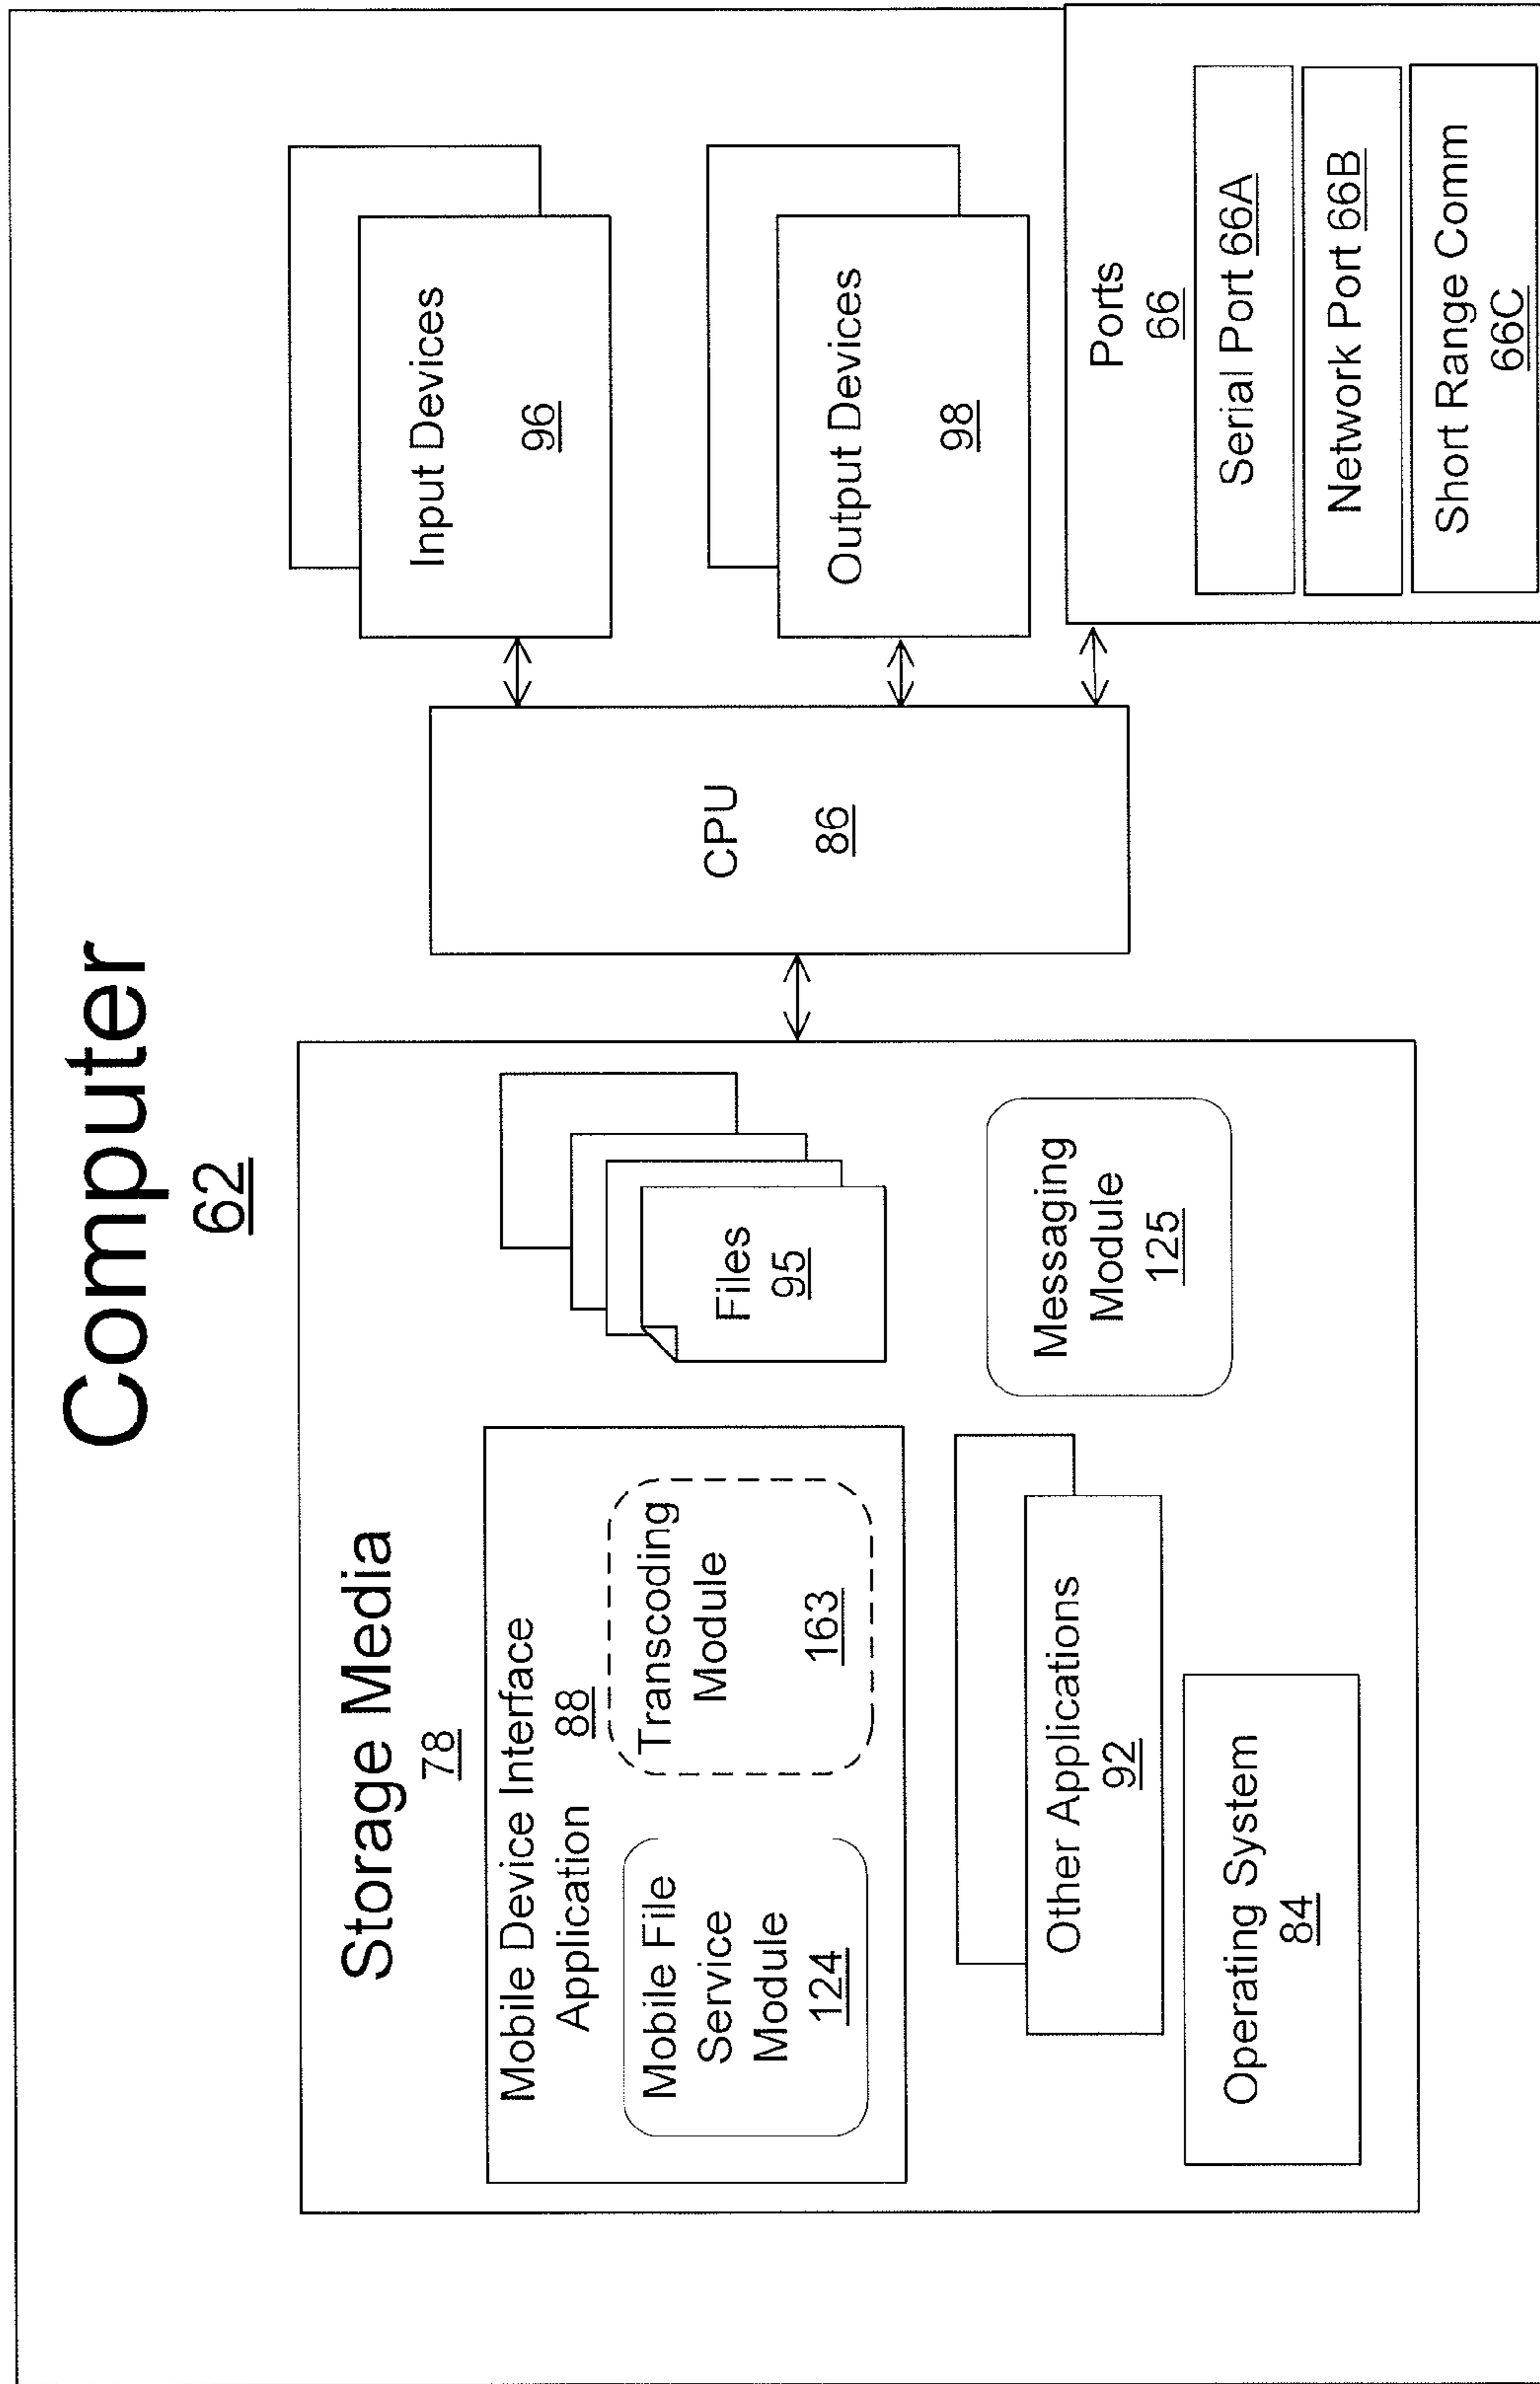 Computer
62
Storage Media
78
Mobile Device Interface
Application
88
Mobile File
Service
Module
124
Transcoding
Module
163
Files
95
Other Applications
92
Messaging
Module
125
Operating System
84
CPU
86
Input Devices
96
Output Devices
98
Ports
66
Serial Port 66A
Network Port 66B
Short Range Comm
66C